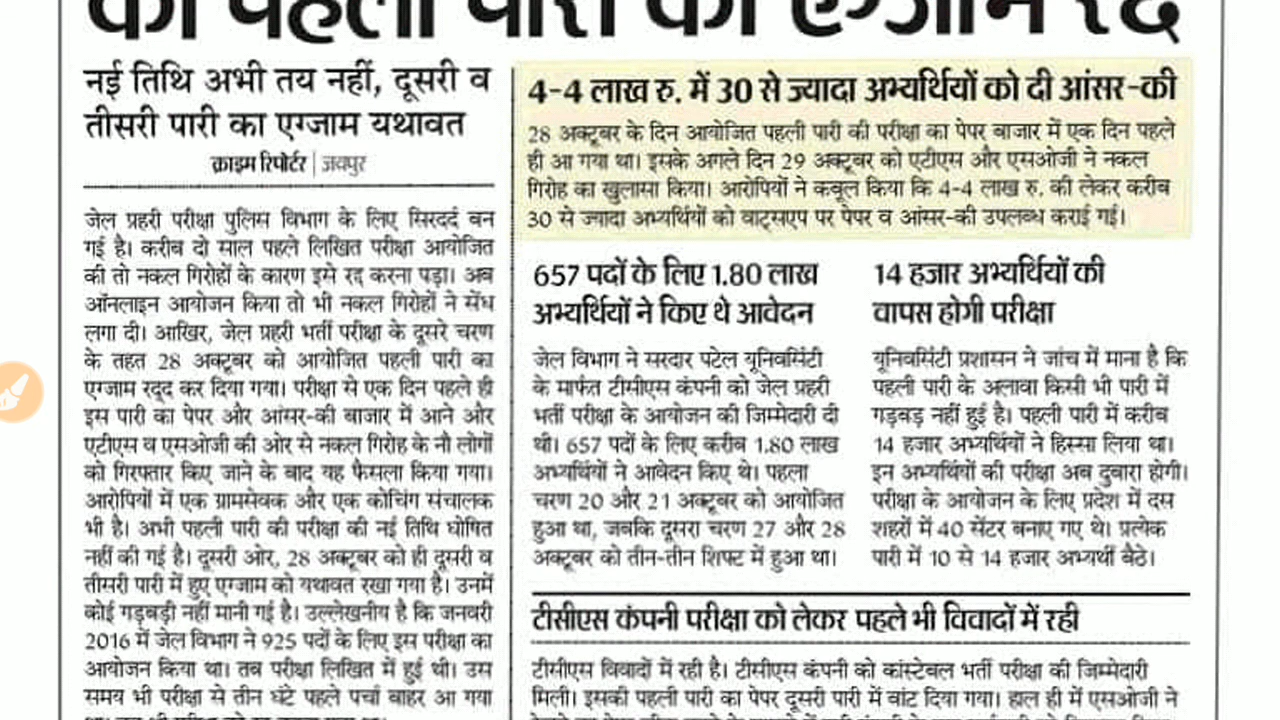 की पहली पारी का एग्जाम रद्द
नई तिथि अभी तय नहीं, दूसरी व
तीसरी पारी का एग्जाम यथावत
क्राइम रिपोर्टर | जयपुर
जेल प्रहरी परीक्षा पुलिस विभाग के लिए सिरदर्द बन
गई है। करीब दो साल पहले लिखित परीक्षा आयोजित
की तो नकल गिरोहों के कारण इसे रद्द करना पड़ा। अब
ऑनलाइन आयोजन किया तो भी नकल गिरोहों ने सेंध
लगा दी। आखिर, जेल प्रहरी भर्ती परीक्षा के दूसरे चरण
के तहत 28 अक्टूबर को आयोजित पहली पारी का
एग्जाम रद्द कर दिया गया। परीक्षा से एक दिन पहले ही
इस पारी का पेपर और आंसर-की बाजार में आने और
एटीएस व एसओजी की ओर से नकल गिरोह के नौ लोगों
को गिरफ्तार किए जाने के बाद यह फैसला किया गया।
आरोपियों में एक ग्रामसेवक और एक कोचिंग संचालक
भी है। अभी पहली पारी की परीक्षा की नई तिथि घोषित
नहीं की गई है। दूसरी ओर, 28 अक्टूबर को ही दूसरी व
तीसरी पारी में हुए एग्जाम को यथावत रखा गया है। उनमें
कोई गड़बड़ी नहीं मानी गई है। उल्लेखनीय है कि जनवरी
2016 में जेल विभाग ने 925 पदों के लिए इस परीक्षा का
आयोजन किया था। तब परीक्षा लिखित में हुई थी। उस
समय भी परीक्षा से तीन घंटे पहले पर्चा बाहर आ गया
4-4 लाख रु. में 30 से ज्यादा अभ्यर्थियों को दी आंसर-की
28 अक्टूबर के दिन आयोजित पहली पारी की परीक्षा का पेपर बाजार में एक दिन पहले
ही आ गया था। इसके अगले दिन 29 अक्टूबर को एटीएस और एसओजी ने नकल
गिरोह का खुलासा किया। आरोपियों ने कबूल किया कि 4-4 लाख रु. की लेकर करीब
30 से ज्यादा अभ्यर्थियों को वाट्सएप पर पेपर व आंसर-की उपलब्ध कराई गई।
657 पदों के लिए 1.80 लाख
अभ्यर्थियों ने किए थे आवेदन
जेल विभाग ने सरदार पटेल यूनिवर्सिटी
के मार्फत टीसीएस कंपनी को जेल प्रहरी
भर्ती परीक्षा के आयोजन की जिम्मेदारी दी
थी। 657 पदों के लिए करीब 1.80 लाख
अभ्यर्थियों ने आवेदन किए थे। पहला
चरण 20 और 21 अक्टूबर को आयोजित
हुआ था, जबकि दूसरा चरण 27 और 28
अक्टूबर को तीन-तीन शिफ्ट में हुआ था।
14 हजार अभ्यर्थियों की
वापस होगी परीक्षा
यूनिवर्सिटी प्रशासन ने जांच में माना है कि
पहली पारी के अलावा किसी भी पारी में
गड़बड़ नहीं हुई है। पहली पारी में करीब
14 हजार अभ्यर्थियों ने हिस्सा लिया था।
इन अभ्यर्थियों की परीक्षा अब दुबारा होगी।
परीक्षा के आयोजन के लिए प्रदेश में दस
शहरों में 40 सेंटर बनाए गए थे। प्रत्येक
पारी में 10 से 14 हजार अभ्यर्थी बैठे।
टीसीएस कंपनी परीक्षा को लेकर पहले भी विवादों में रही
टीसीएस विवादों में रही है। टीसीएस कंपनी को कांस्टेबल भर्ती परीक्षा की जिम्मेदारी
मिली। इसकी पहली पारी का पेपर दूसरी पारी में बांट दिया गया। हाल ही में एसओजी ने